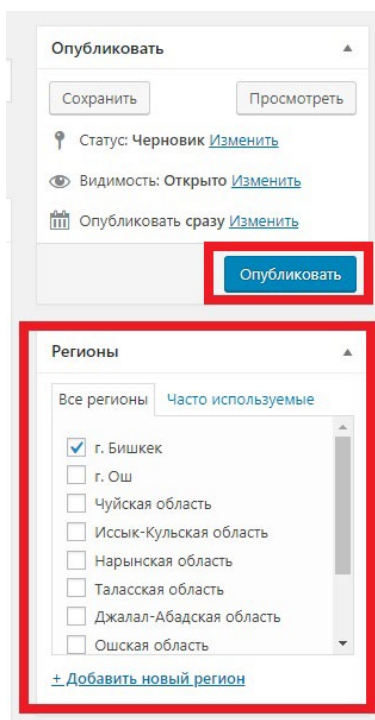 Опубликовать
Сохранить Просмотреть
Статус: Черновик Изменить
Видимость: Открыто Изменить
Опубликовать сразу Изменить
Опубликовать
Регионы
Все регионы Часто используемые
г. Бишкек
г. Ош
Чуйская область
Иссык-Кульская область
Нарынская область
Таласская область
Джалал-Абадская область
Ошская область
+ Добавить новый регион